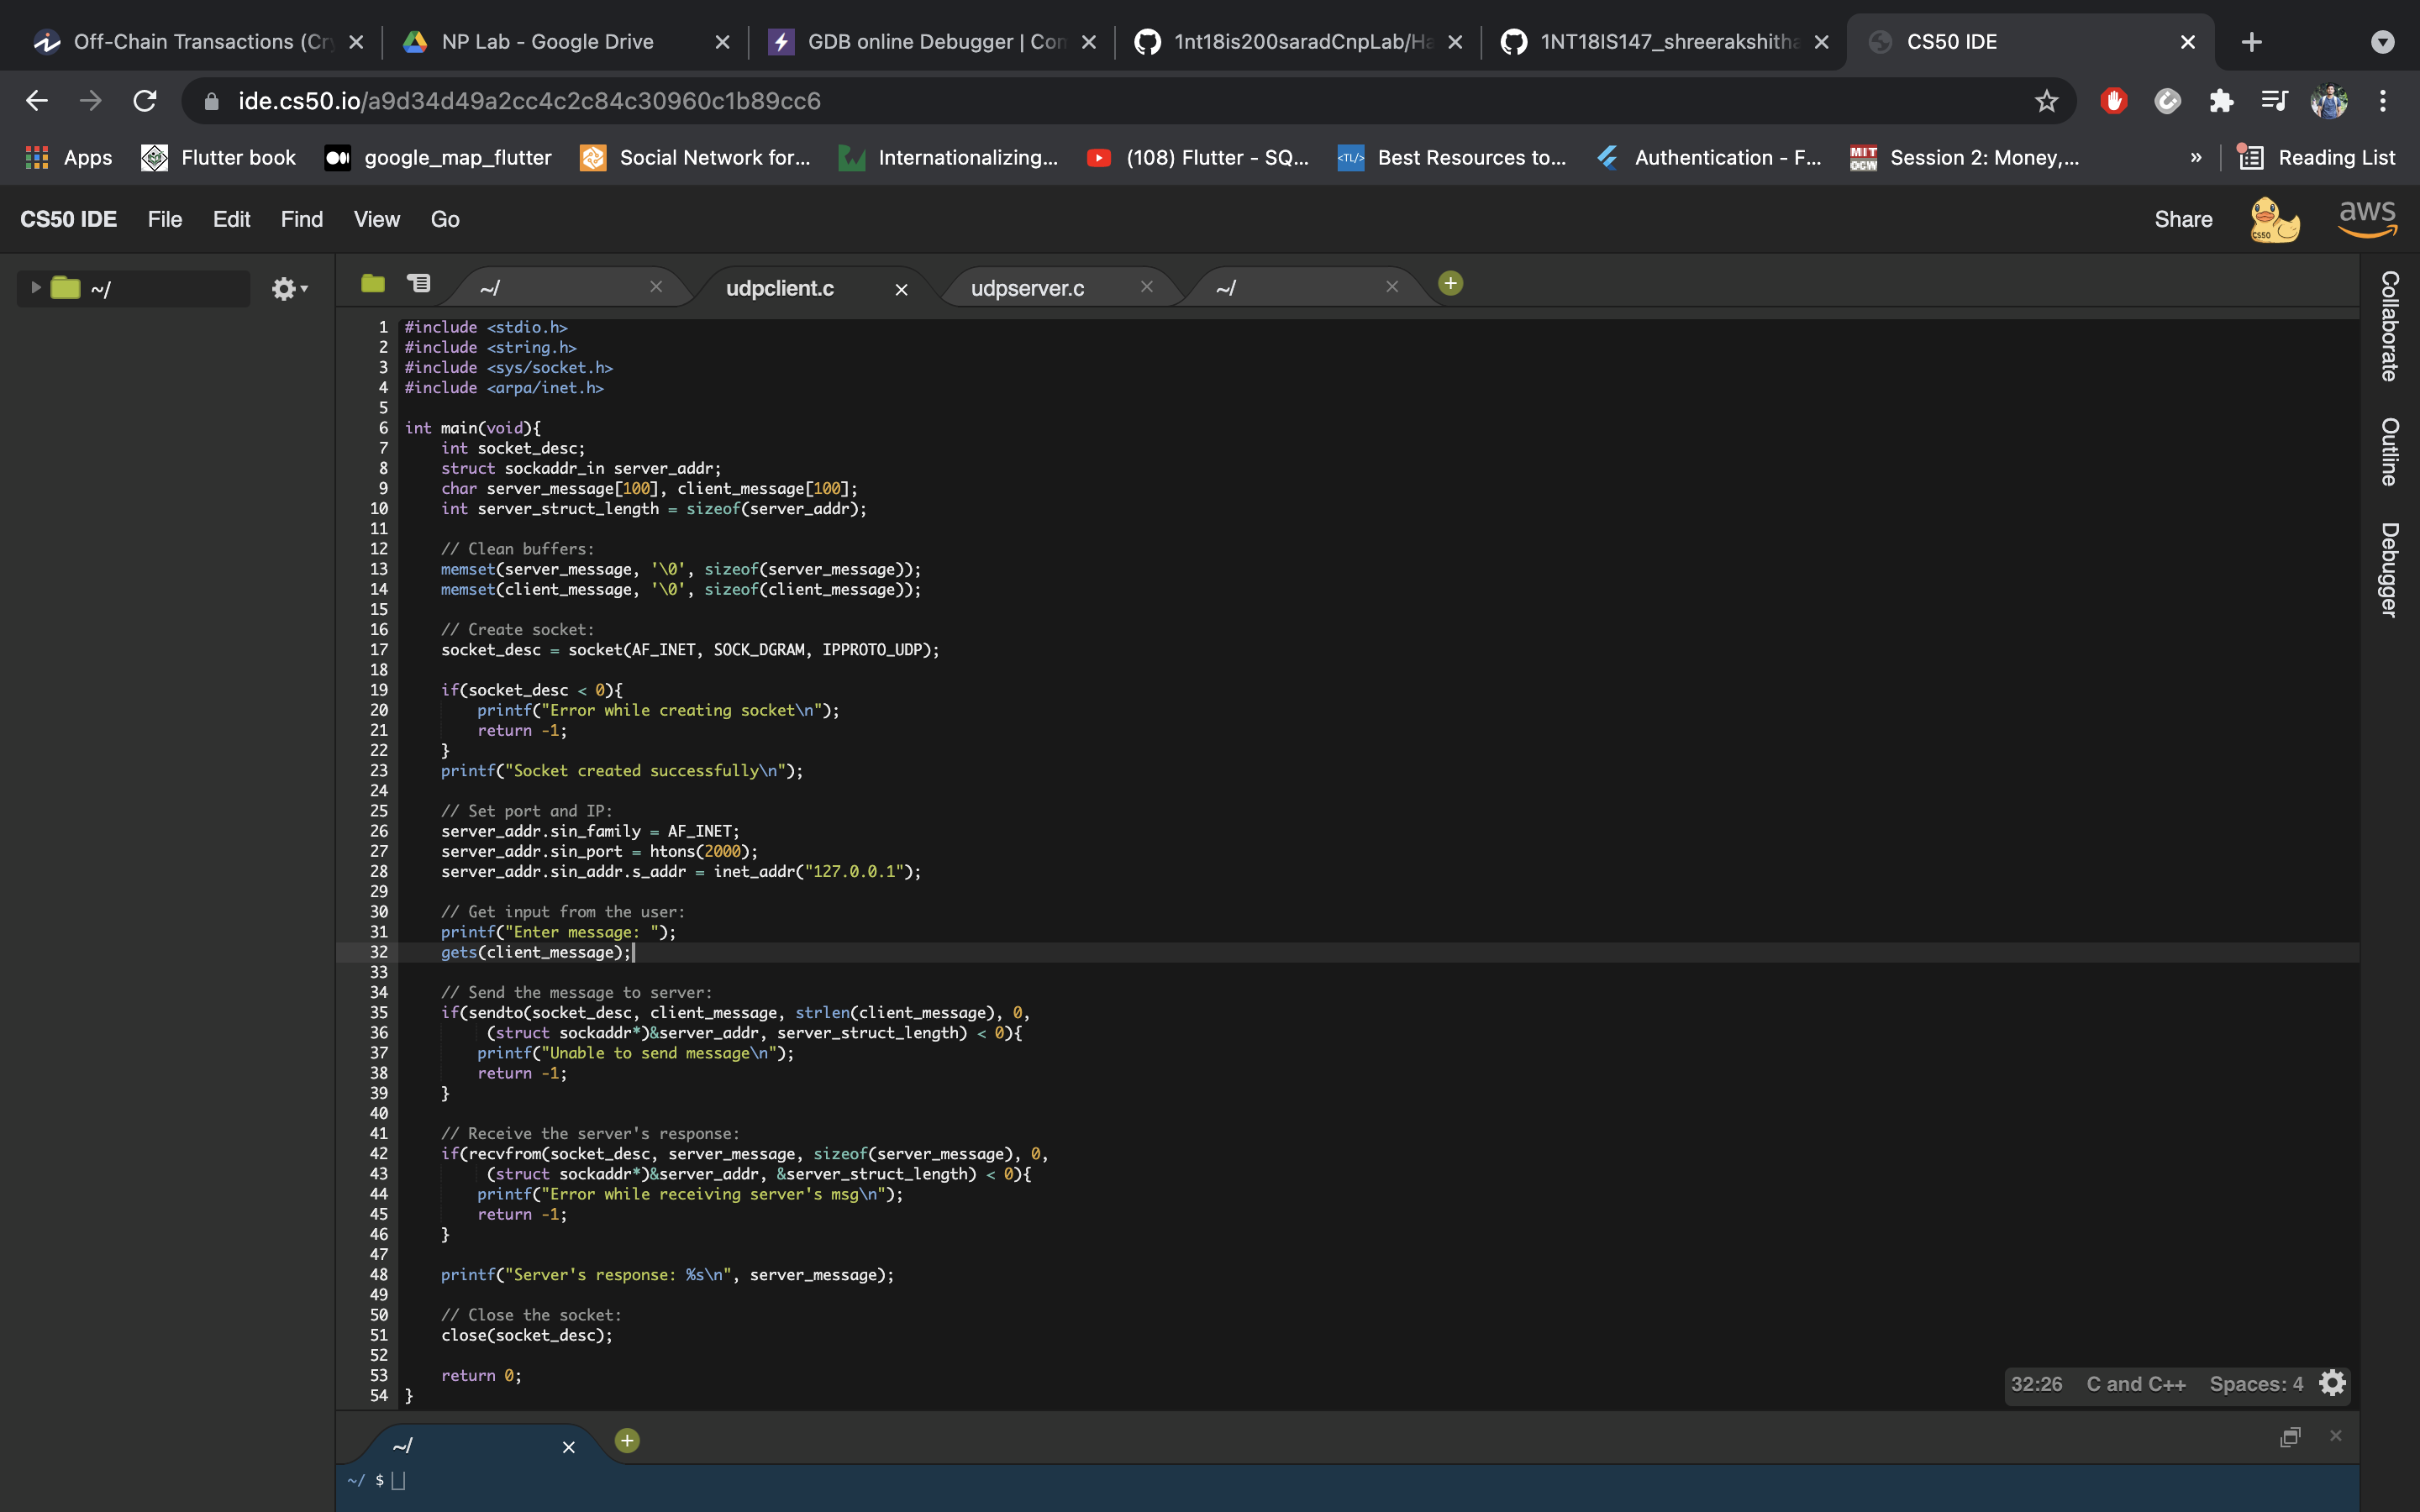 Off-Chain Transactions (Cr
NP Lab - Google Drive
GDB online Debugger | Com
1nt18is200saradCnpLab/Ha
1NT18IS147_shreerakshitha
CS50 IDE
ide.cs50.io/a9d34d49a2cc4c2c84c30960c1b89cc6
Apps
Flutter book
google_map_flutter
Social Network for...
Internationalizing...
(108) Flutter - SQ...
<TL/>
Best Resources to...
Authentication - F...
MIT
OCW
Session 2: Money,...
»
Reading List
CS50 IDE File Edit Find View Go
Share
CS50
aws
~/
~/
udpclient.c
udpserver.c
~/
Collaborate
Outline
Debugger
1 #include <stdio.h>
2 #include <string.h>
3 #include <sys/socket.h>
4 #include <arpa/inet.h>
5
6 int main(void){
7     int socket_desc;
8     struct sockaddr_in server_addr;
9     char server_message[100], client_message[100];
10     int server_struct_length = sizeof(server_addr);
11
12     // Clean buffers:
13     memset(server_message, '\0', sizeof(server_message));
14     memset(client_message, '\0', sizeof(client_message));
15
16     // Create socket:
17     socket_desc = socket(AF_INET, SOCK_DGRAM, IPPROTO_UDP);
18
19     if(socket_desc < 0){
20         printf("Error while creating socket\n");
21         return -1;
22     }
23     printf("Socket created successfully\n");
24
25     // Set port and IP:
26     server_addr.sin_family = AF_INET;
27     server_addr.sin_port = htons(2000);
28     server_addr.sin_addr.s_addr = inet_addr("127.0.0.1");
29
30     // Get input from the user:
31     printf("Enter message: ");
32     gets(client_message);
33
34     // Send the message to server:
35     if(sendto(socket_desc, client_message, strlen(client_message), 0,
36          (struct sockaddr*)&server_addr, server_struct_length) < 0){
37         printf("Unable to send message\n");
38         return -1;
39     }
40
41     // Receive the server's response:
42     if(recvfrom(socket_desc, server_message, sizeof(server_message), 0,
43          (struct sockaddr*)&server_addr, &server_struct_length) < 0){
44         printf("Error while receiving server's msg\n");
45         return -1;
46     }
47
48     printf("Server's response: %s\n", server_message);
49
50     // Close the socket:
51     close(socket_desc);
52
53     return 0;
54 }
32:26 C and C++ Spaces: 4
~/
~/ $